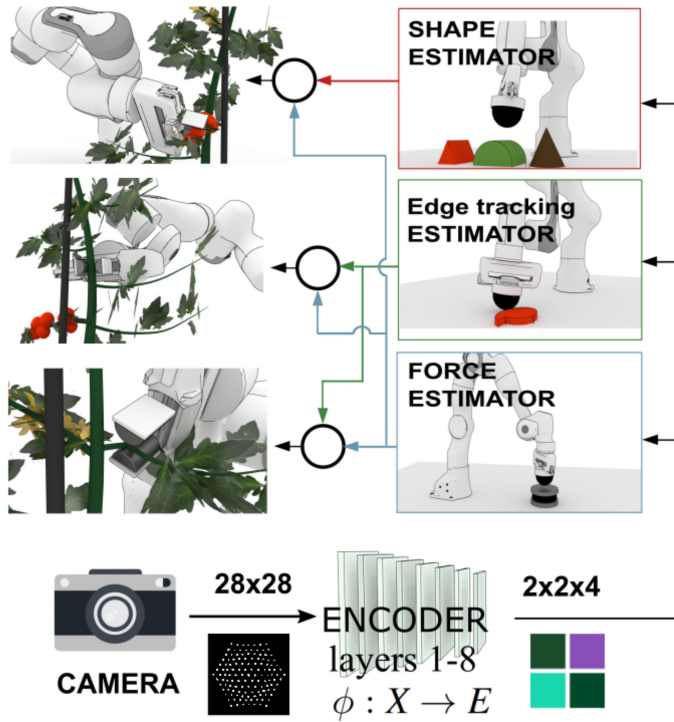 SHAPE
ESTIMATOR
Edge tracking
ESTIMATOR
FORCE
ESTIMATOR
28x28
2x2x4
ENCODER
layers 1-8
CAMERA
ϕ : X → E